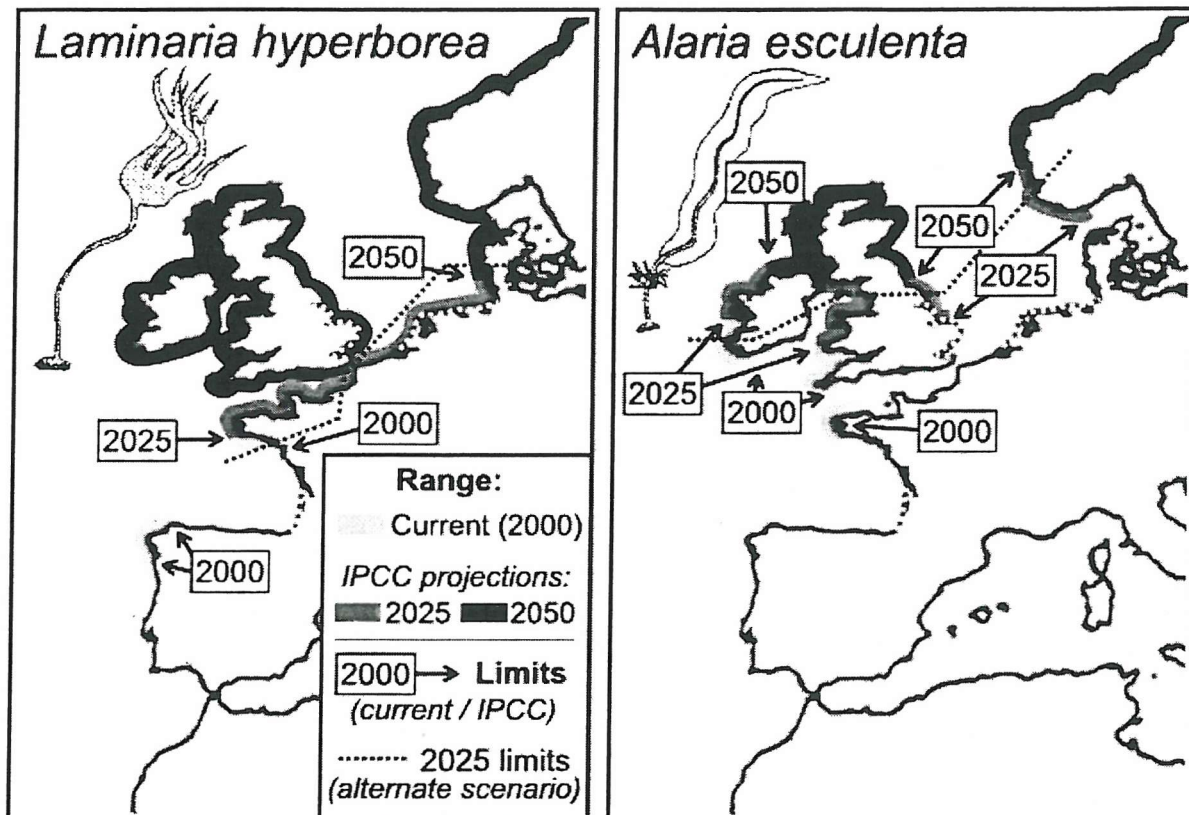 Laminaria hyperborea
2050
2025
2000
2000
Range:
Current (2000)
IPCC projections:
2025 2050
2000 Limits
(current / IPCC)
2025 limits
(alternate scenario)
Alaria esculenta
2050
2050
2025
2025
2000
2000